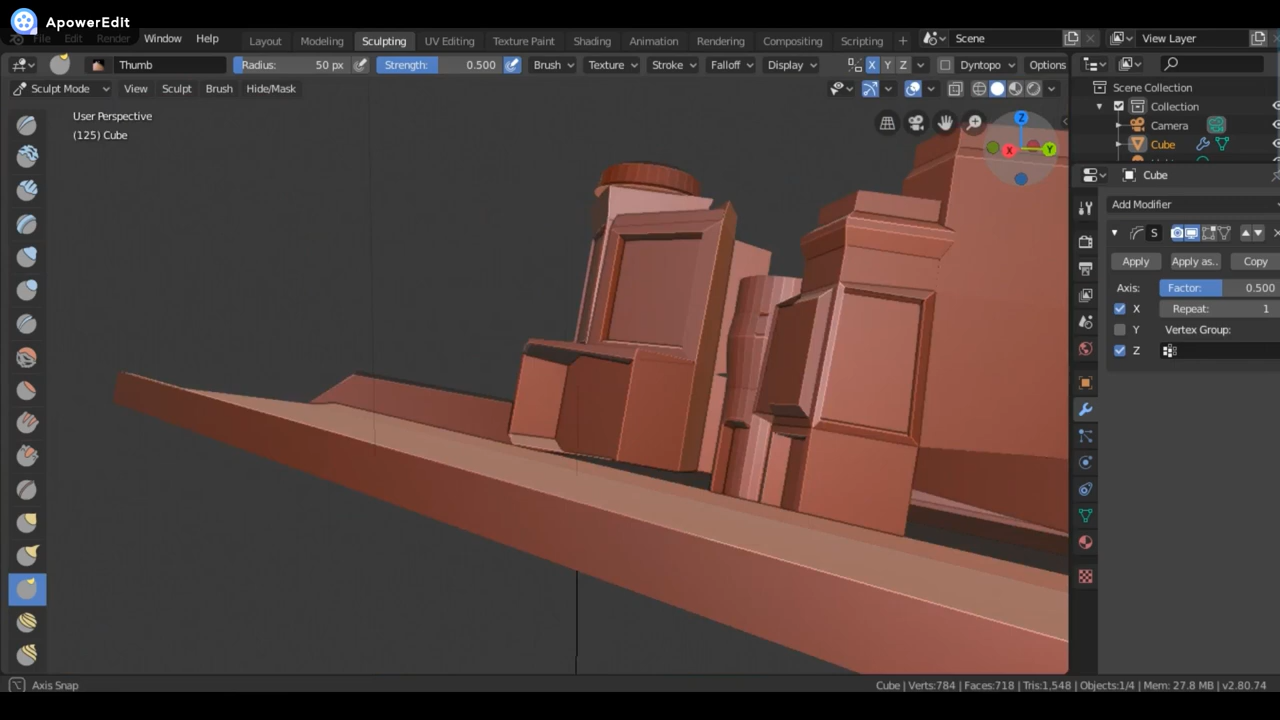 ApowerEdit
File Edit Render Window Help Layout Modeling Sculpting UV Editing Texture Paint Shading Animation Rendering Compositing Scripting + Scene View Layer
Thumb Radius: 50 px Strength: 0.500 Brush Texture Stroke Falloff Display X Y Z Dyntopo Options
Sculpt Mode View Sculpt Brush Hide/Mask
Scene Collection
Collection
Camera
Cube
User Perspective
(125) Cube
Z
X
Y
Cube
Add Modifier
S
Apply Apply as.. Copy
Axis: Factor: 0.500
X Repeat: 1
Y Vertex Group:
Z
Axis Snap
Cube | Verts:784 | Faces:718 | Tris:1,548 | Objects:1/4 | Mem: 27.8 MB | v2.80.74